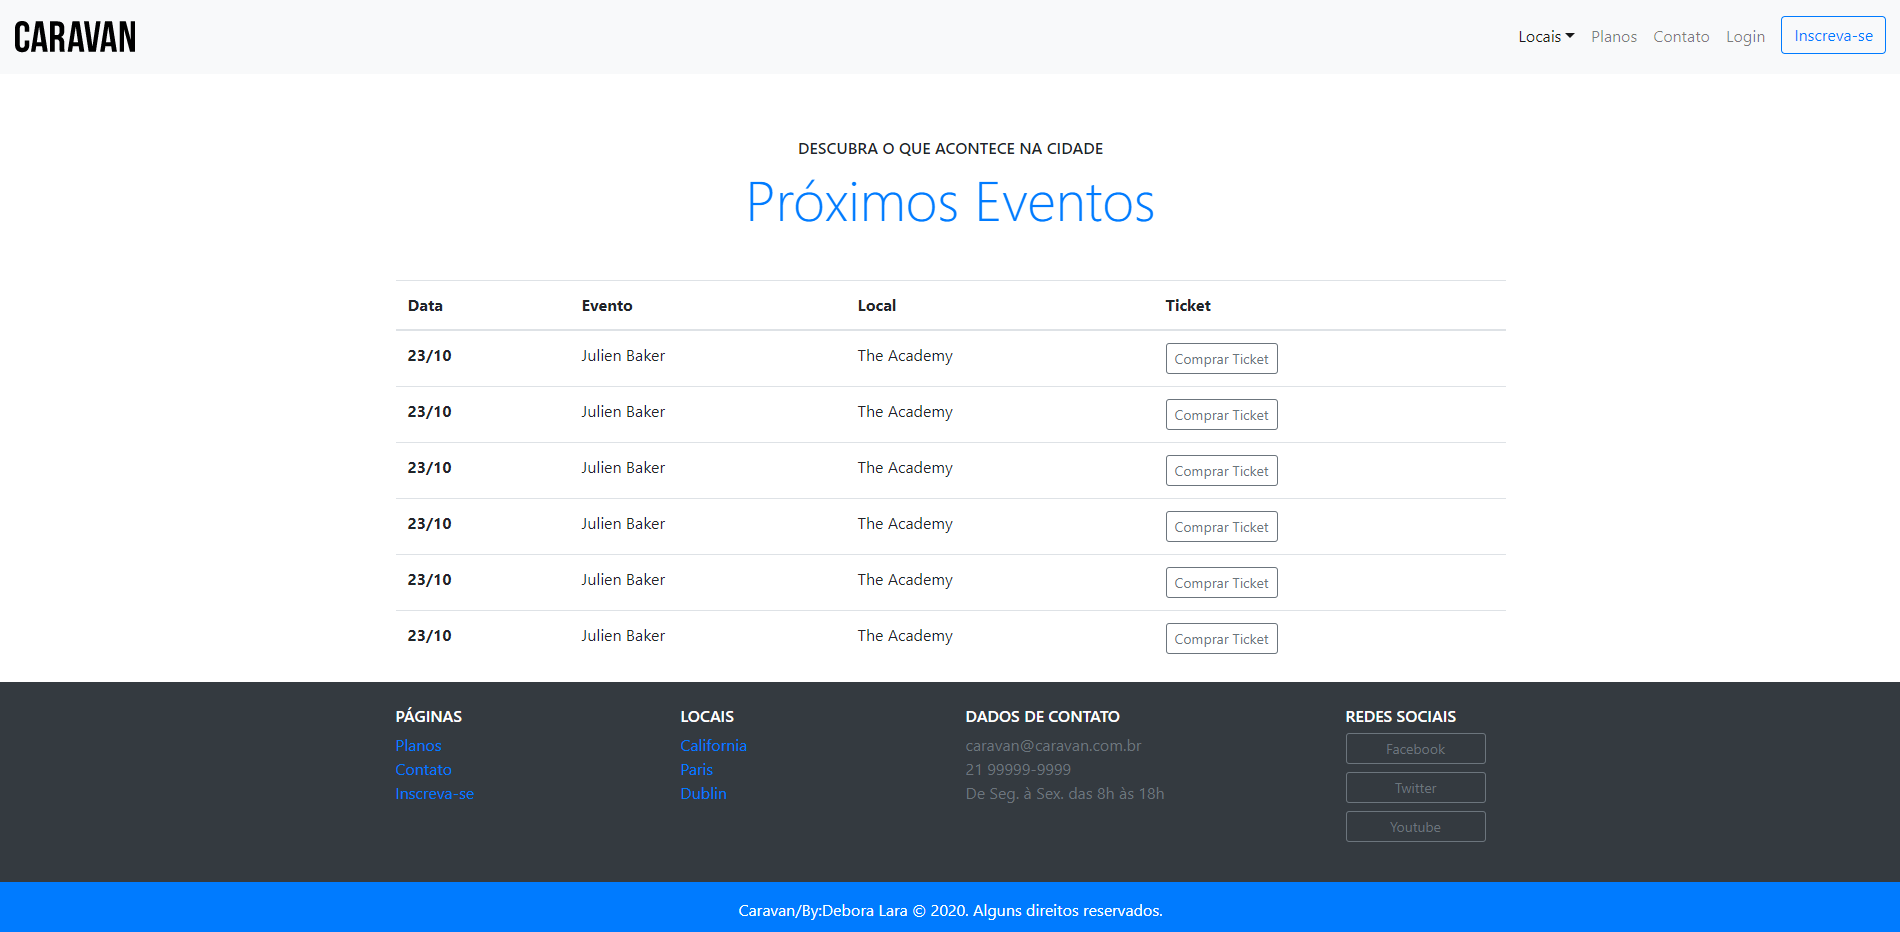 CARAVAN
Locais Planos Contato Login Inscreva-se
DESCUBRA O QUE ACONTECE NA CIDADE
Próximos Eventos
Data Evento Local Ticket
23/10 Julien Baker The Academy Comprar Ticket
23/10 Julien Baker The Academy Comprar Ticket
23/10 Julien Baker The Academy Comprar Ticket
23/10 Julien Baker The Academy Comprar Ticket
23/10 Julien Baker The Academy Comprar Ticket
23/10 Julien Baker The Academy Comprar Ticket
PÁGINAS
Planos
Contato
Inscreva-se
LOCAIS
California
Paris
Dublin
DADOS DE CONTATO
caravan@caravan.com.br
21 99999-9999
De Seg. à Sex. das 8h às 18h
REDES SOCIAIS
Facebook
Twitter
Youtube
Caravan/By:Debora Lara © 2020. Alguns direitos reservados.